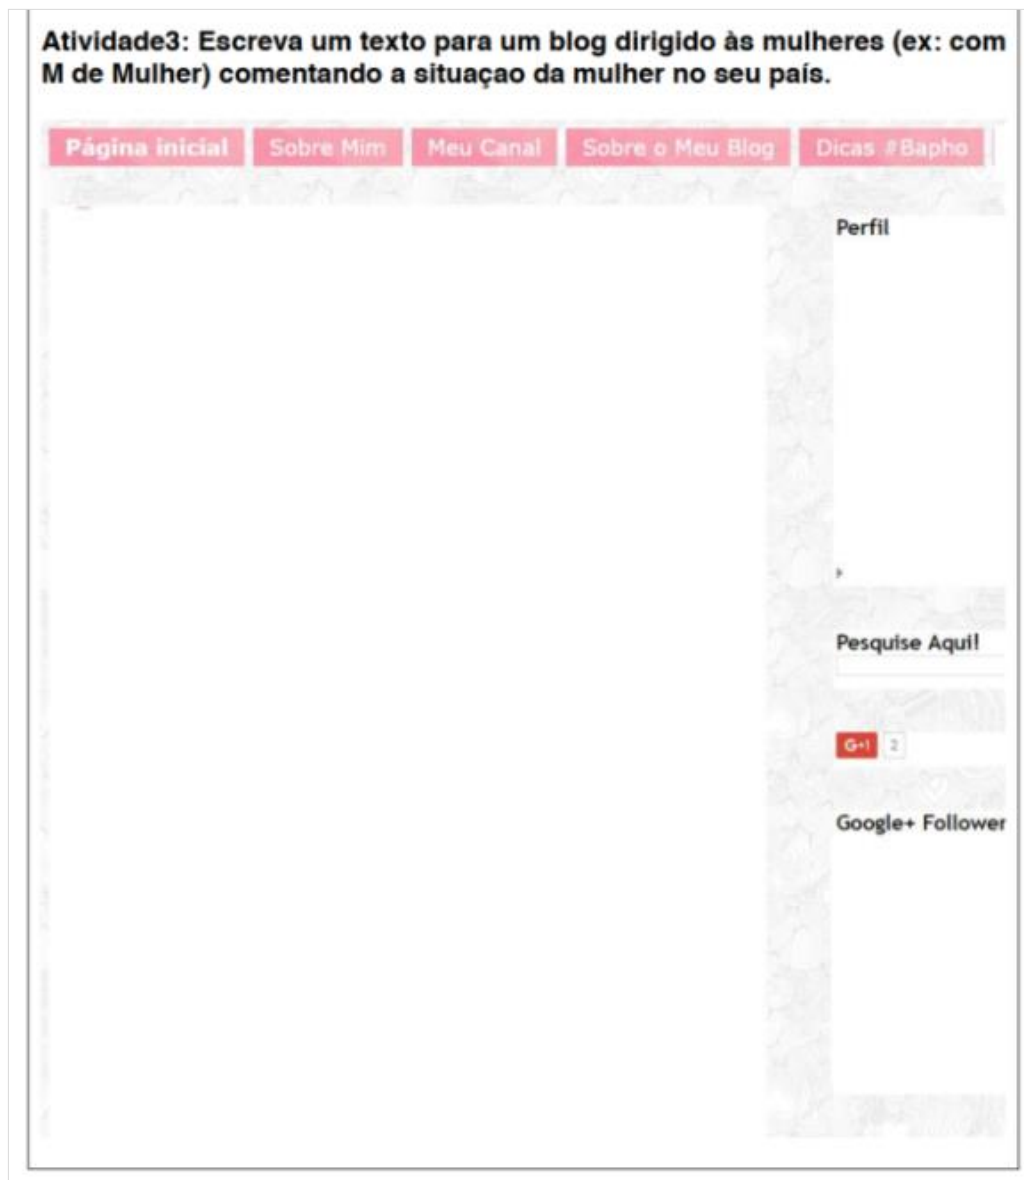 Atividade3: Escreva um texto para um blog dirigido às mulheres (ex: com
M de Mulher) comentando a situaçao da mulher no seu país.
Página inicial Sobre Mim Meu Canal Sobre o Meu Blog Dicas #Bapho
Perfil
Pesquise Aqui!
G+1 2
Google+ Follower